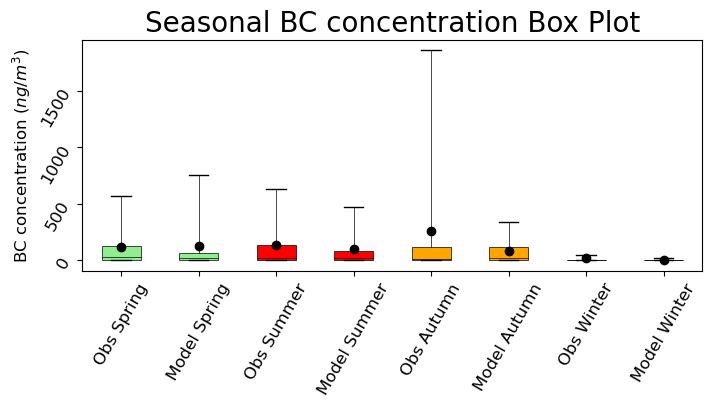 Seasonal BC concentration Box Plot
BC concentration (ng/m³)
1500
1000
500
0
Obs Spring
Model Spring
Obs Summer
Model Summer
Obs Autumn
Model Autumn
Obs Winter
Model Winter